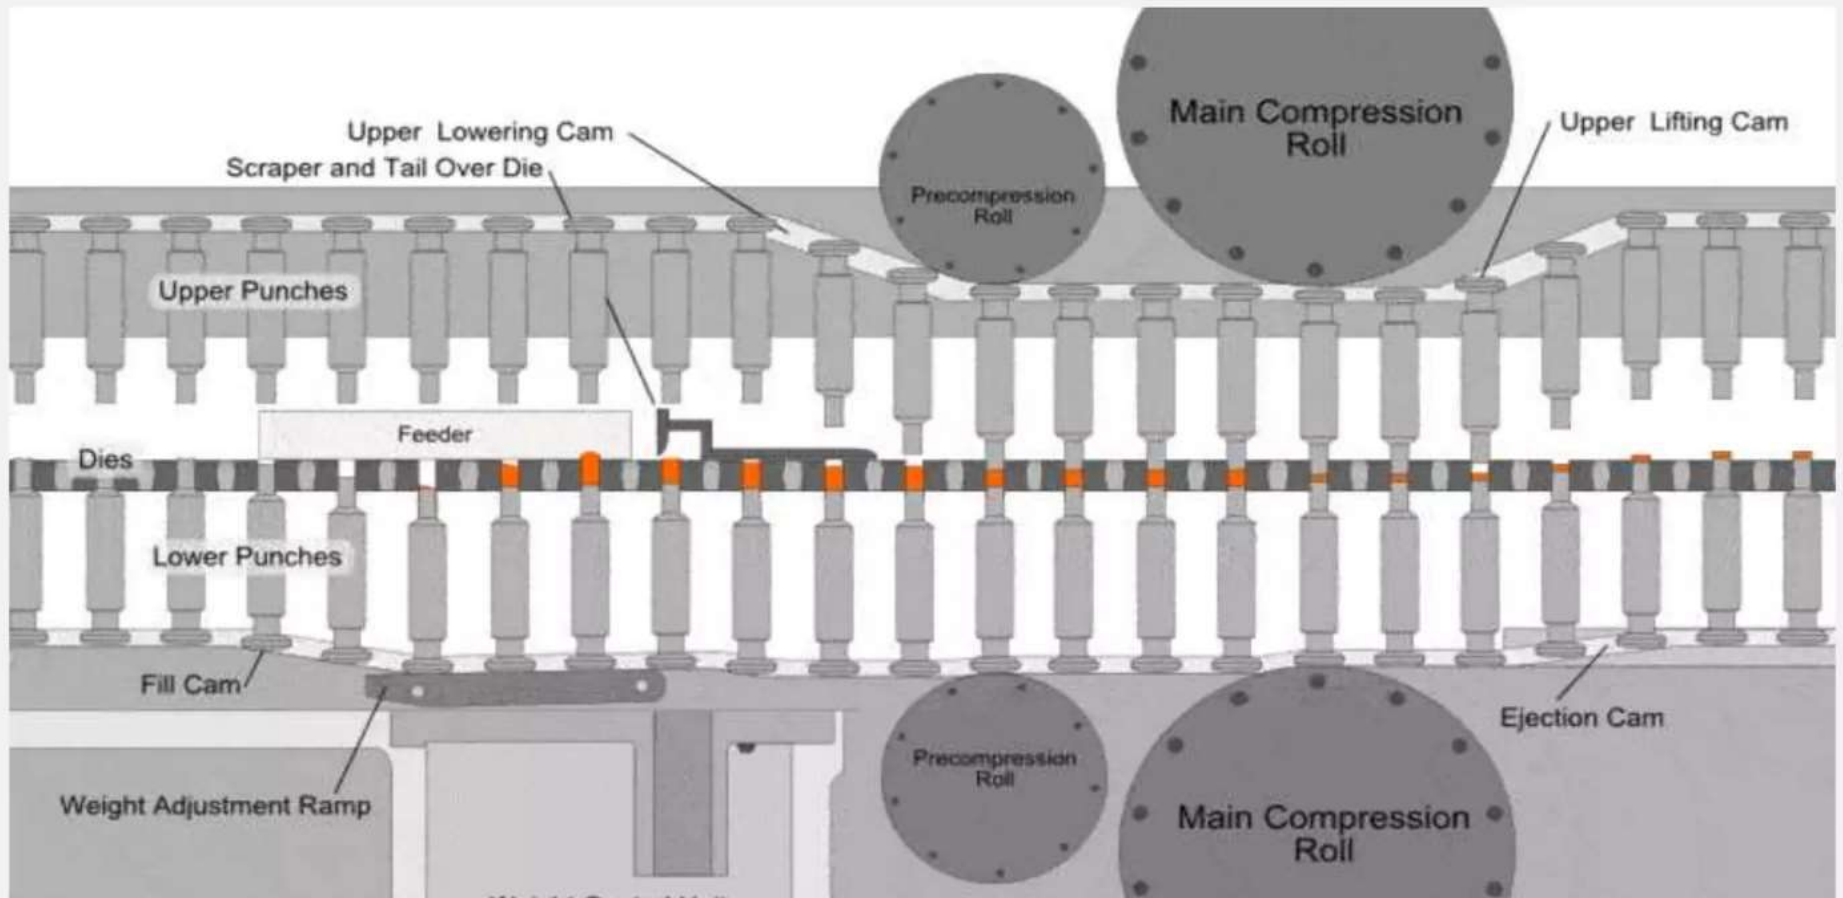 Upper Lowering Cam
Scraper and Tail Over Die
Main Compression
Roll
Upper Lifting Cam
Precompression
Roll
Upper Punches
Feeder
Dies
Lower Punches
Fill Cam
Ejection Cam
Precompression
Roll
Weight Adjustment Ramp
Main Compression
Roll